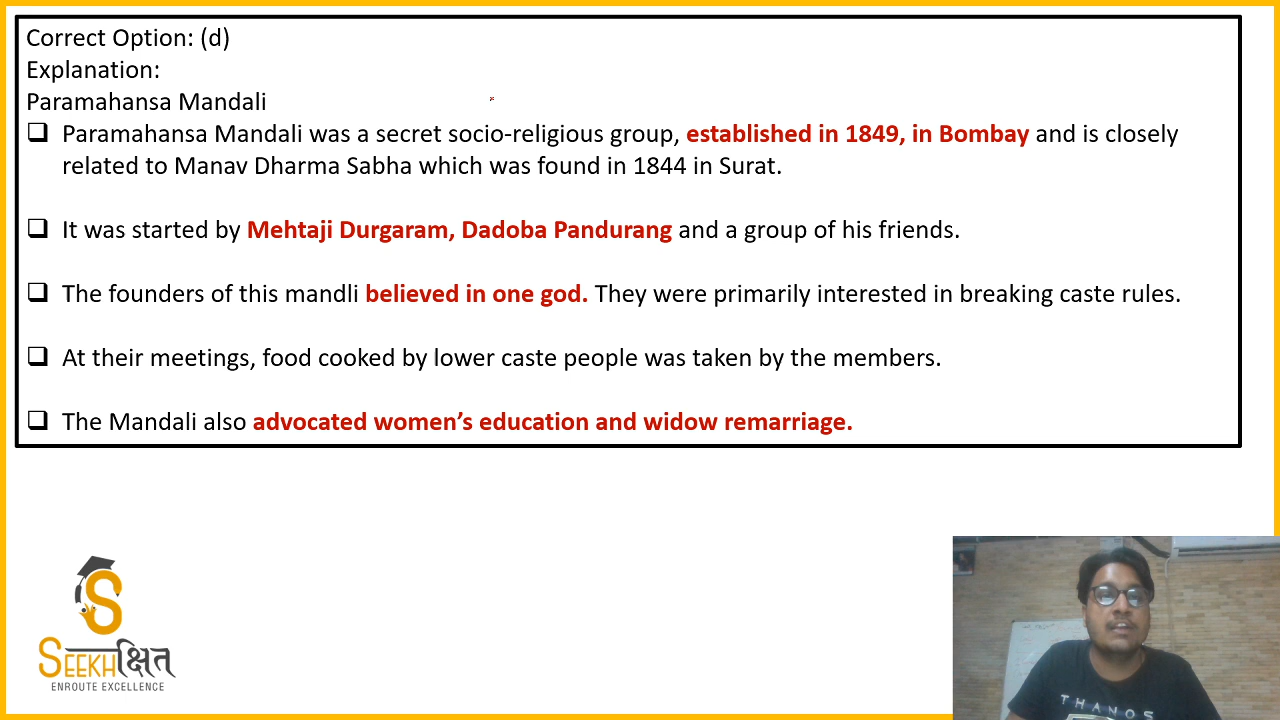 Correct Option: (d)
Explanation:
Paramahansa Mandali
Paramahansa Mandali was a secret socio-religious group, established in 1849, in Bombay and is closely
related to Manav Dharma Sabha which was found in 1844 in Surat.
It was started by Mehtaji Durgaram, Dadoba Pandurang and a group of his friends.
The founders of this mandli believed in one god. They were primarily interested in breaking caste rules.
At their meetings, food cooked by lower caste people was taken by the members.
The Mandali also advocated women’s education and widow remarriage.
S
SEEKHक्षित
ENROUTE EXCELLENCE
THANOS